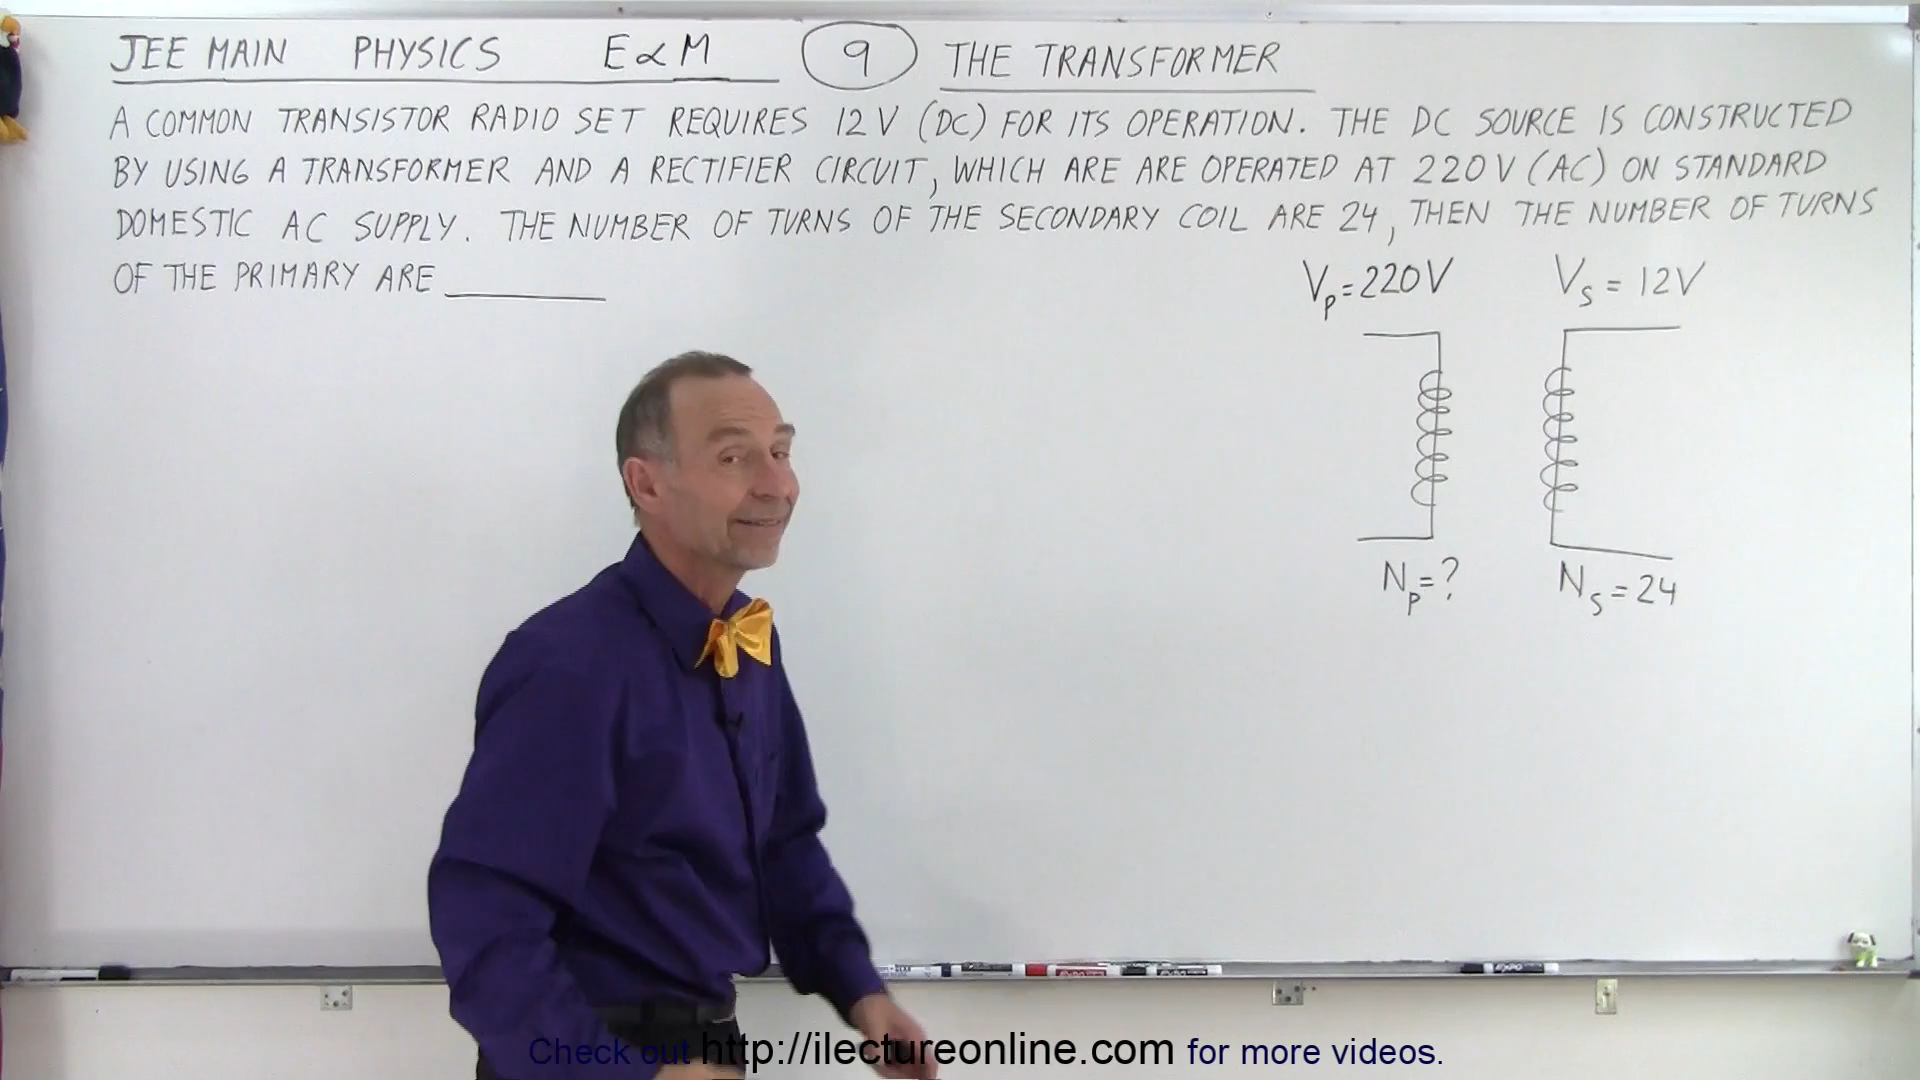 JEE MAIN PHYSICS E&M 9 THE TRANSFORMER
A COMMON TRANSISTOR RADIO SET REQUIRES 12 V (DC) FOR ITS OPERATION. THE DC SOURCE IS CONSTRUCTED
BY USING A TRANSFORMER AND A RECTIFIER CIRCUIT, WHICH ARE ARE OPERATED AT 220 V (AC) ON STANDARD
DOMESTIC AC SUPPLY. THE NUMBER OF TURNS OF THE SECONDARY COIL ARE 24, THEN THE NUMBER OF TURNS
OF THE PRIMARY ARE ________
Vp = 220V Vs = 12V
Np = ? Ns = 24
Check out http://ilectureonline.com for more videos.